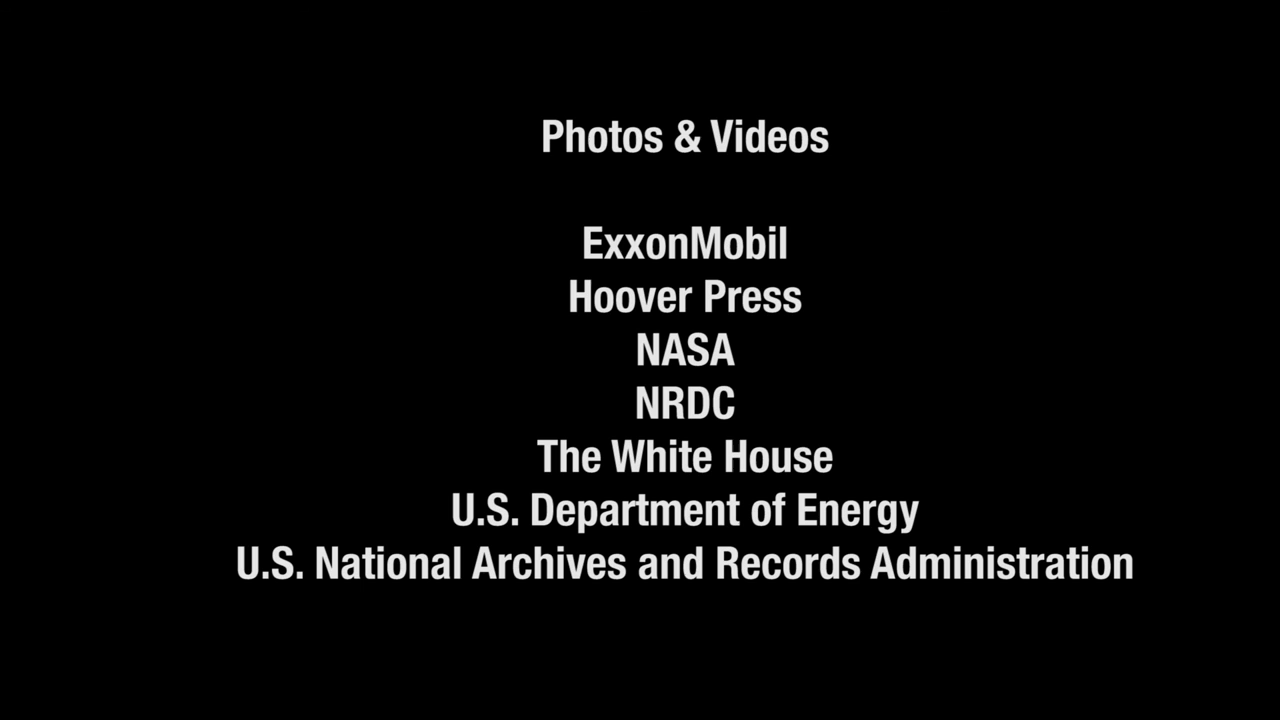 Photos & Videos
ExxonMobil
Hoover Press
NASA
NRDC
The White House
U.S. Department of Energy
U.S. National Archives and Records Administration